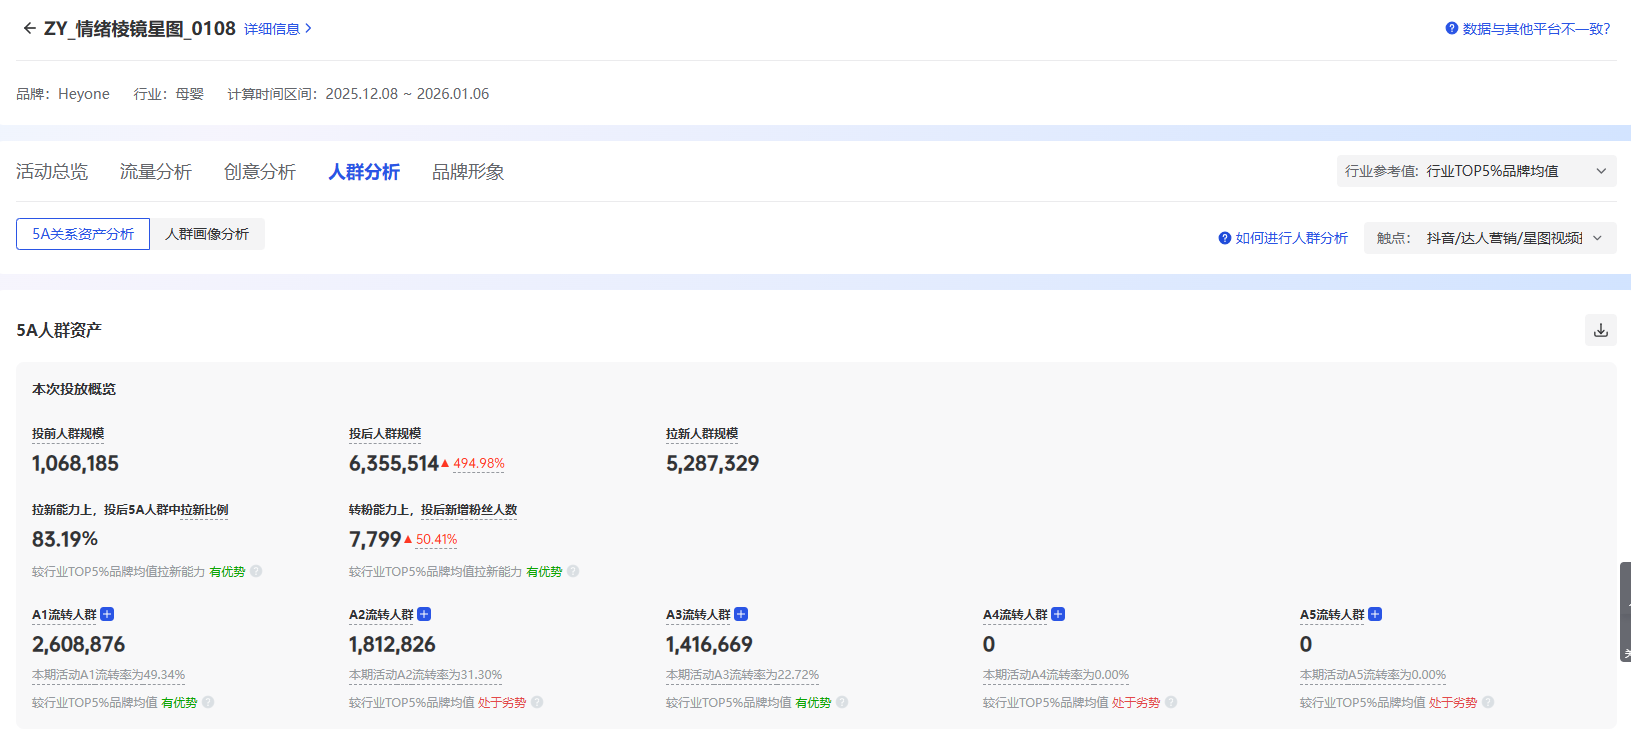 ZY_情绪棱镜星图_0108 详细信息
数据与其他平台不一致?
品牌: Heyone 行业: 母婴 计算时间区间: 2025.12.08 ~ 2026.01.06
活动总览 流量分析 创意分析 人群分析 品牌形象
行业参考值: 行业TOP5%品牌均值
5A关系资产分析 人群画像分析
如何进行人群分析 触点: 抖音/达人营销/星图视频
5A人群资产
本次投放概览
投前人群规模 投后人群规模 拉新人群规模
1,068,185 6,355,514 494.98% 5,287,329
拉新能力上，投后5A人群中拉新比例 转粉能力上，投后新增粉丝人数
83.19% 7,799 50.41%
较行业TOP5%品牌均值拉新能力 有优势 较行业TOP5%品牌均值拉新能力 有优势
A1流转人群 A2流转人群 A3流转人群 A4流转人群 A5流转人群
2,608,876 1,812,826 1,416,669 0 0
本期活动A1流转率为49.34% 本期活动A2流转率为31.30% 本期活动A3流转率为22.72% 本期活动A4流转率为0.00% 本期活动A5流转率为0.00%
较行业TOP5%品牌均值 有优势 较行业TOP5%品牌均值 处于劣势 较行业TOP5%品牌均值 有优势 较行业TOP5%品牌均值 处于劣势 较行业TOP5%品牌均值 处于劣势